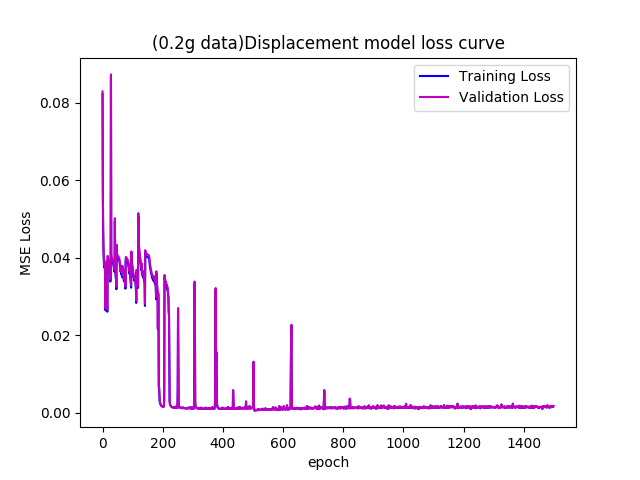 (0.2g data)Displacement model loss curve
Training Loss
Validation Loss
0.08
0.06
0.04
0.02
0.00
MSE Loss
0 200 400 600 800 1000 1200 1400
epoch